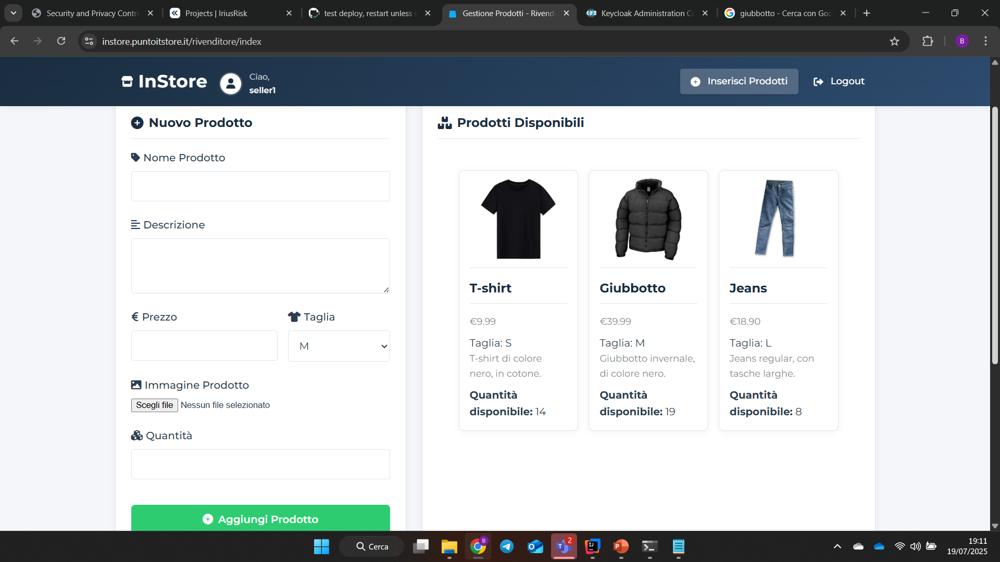 Security and Privacy Contro
Projects | IriusRisk
test deploy, restart unless s
Gestione Prodotti - Rivendi
Keycloak Administration Co
giubbotto - Cerca con Goo
instore.puntoitstore.it/rivenditore/index
B
InStore
Ciao,
seller1
Inserisci Prodotti
Logout
Nuovo Prodotto
Nome Prodotto
Descrizione
€ Prezzo
Taglia
M
Immagine Prodotto
Scegli file Nessun file selezionato
Quantità
Aggiungi Prodotto
Prodotti Disponibili
T-shirt
€9.99
Taglia: S
T-shirt di colore
nero, in cotone.
Quantità
disponibile: 14
Giubbotto
€39.99
Taglia: M
Giubbotto invernale,
di colore nero.
Quantità
disponibile: 19
Jeans
€18.90
Taglia: L
Jeans regular, con
tasche larghe.
Quantità
disponibile: 8
Cerca
B
2
19:11
19/07/2025